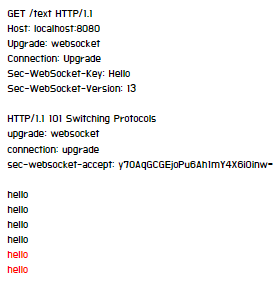 GET /text HTTP/1.1
Host: localhost:8080
Upgrade: websocket
Connection: Upgrade
Sec-WebSocket-Key: Hello
Sec-WebSocket-Version: 13

HTTP/1.1 101 Switching Protocols
upgrade: websocket
connection: upgrade
sec-websocket-accept: y70AqGCGEjoPu6Ah1mY4X6iOinw=

hello
hello
hello
hello
hello
hello